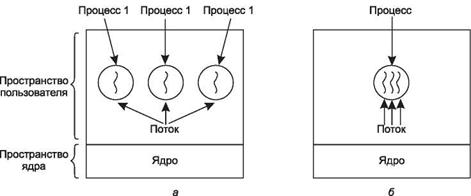 Процесс 1 Процесс 1 Процесс 1 Процесс
Пространство
пользователя
Поток Поток
Пространство
ядра
Ядро Ядро
а б